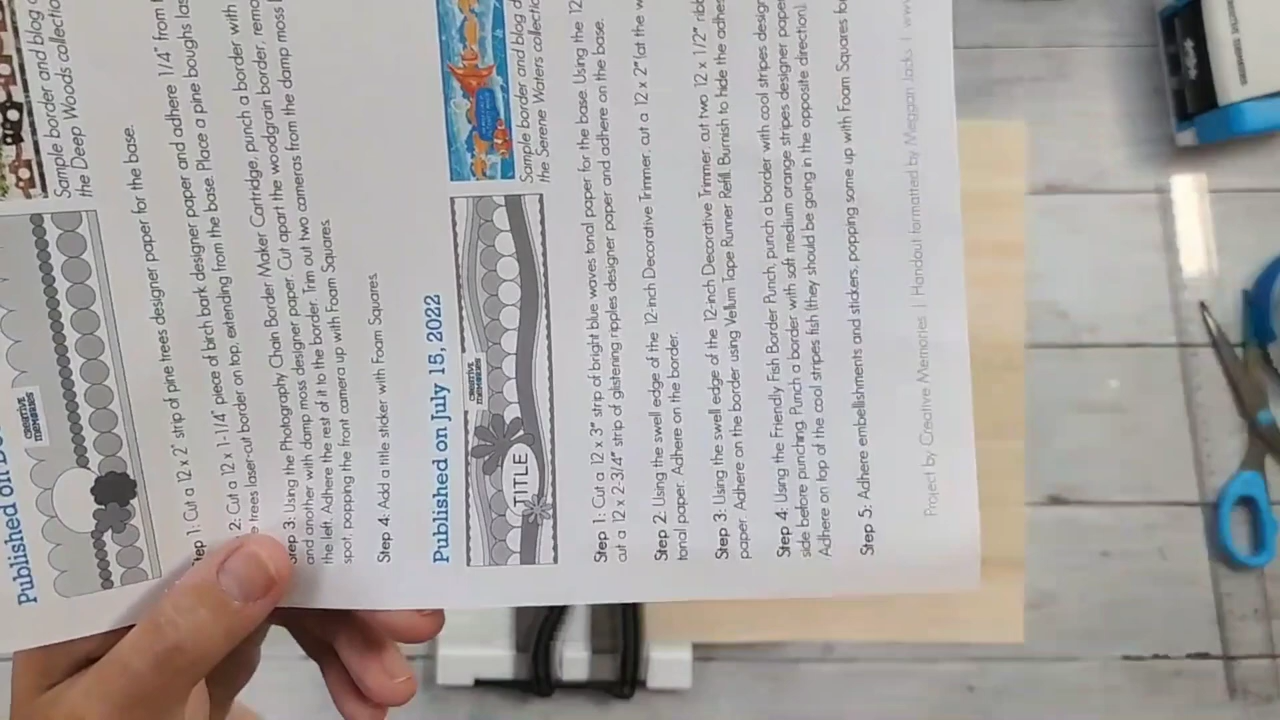 Published on
Sample border and blog
the Deep Woods collectio
CREATIVE
MEMORIES
tep 1: Cut a 12 x 2" strip of pine trees designer paper for the base.
2: Cut a 12 x 1-1/4" piece of birch bark designer paper and adhere 1/4" from
trees laser-cut border on top, extending from the base. Place a pine boughs las
Step 3: Using the Photography Chain Border Maker Cartridge, punch a border with
and another with damp moss designer paper. Cut apart the woodgrain border, remo
the left. Adhere the rest of it to the border. Trim out two cameras from the damp moss
spot, popping the front camera up with Foam Squares.
Step 4: Add a title sticker with Foam Squares
Published on July 15, 2022
CREATIVE
MEMORIES
TITLE
Sample border and blog d
the Serene Waters collectio
Step 1: Cut a 12 x 3" strip of bright blue waves tonal paper for the base. Using the 12
cut a 12 x 2-3/4" strip of glistening ripples designer paper and adhere on the base.
Step 2: Using the swell edge of the 12-inch Decorative Trimmer, cut a 12 x 2" (at the w
tonal paper. Adhere on the border.
Step 3: Using the swell edge of the 12-inch Decorative Trimmer, cut two 12 x 1/2" ribb
paper. Adhere on the border using Vellum Tape Runner Refill. Burnish to hide the adhes
Step 4: Using the Friendly Fish Border Punch, punch a border with cool stripes design
side before punching. Punch a border with soft medium orange stripes designer paper
Adhere on top of the cool stripes fish (they should be going in the opposite direction).
Step 5: Adhere embellishments and stickers, popping some up with Foam Squares for
Project by Creative Memories | Handout formatted by Meggan Jacks | www